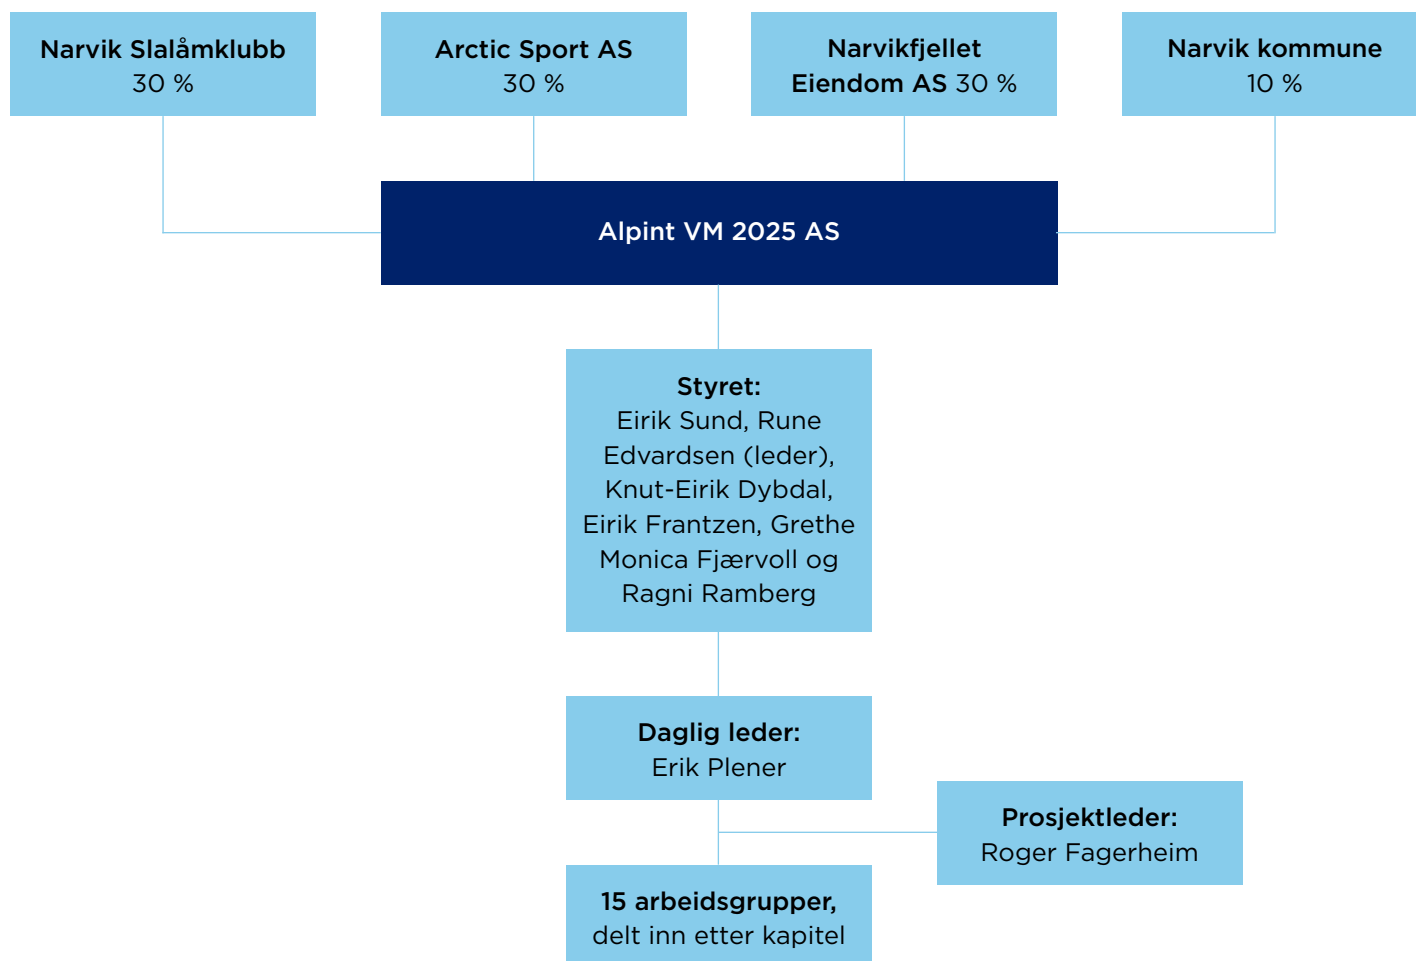 Narvik Slalåmklubb
30 %
Arctic Sport AS
30 %
Narvikfjellet
Eiendom AS 30 %
Narvik kommune
10 %
Alpint VM 2025 AS
Styret:
Eirik Sund, Rune
Edvardsen (leder),
Knut-Eirik Dybdal,
Eirik Frantzen, Grethe
Monica Fjærvoll og
Ragni Ramberg
Daglig leder:
Erik Plener
Prosjektleder:
Roger Fagerheim
15 arbeidsgrupper,
delt inn etter kapitel